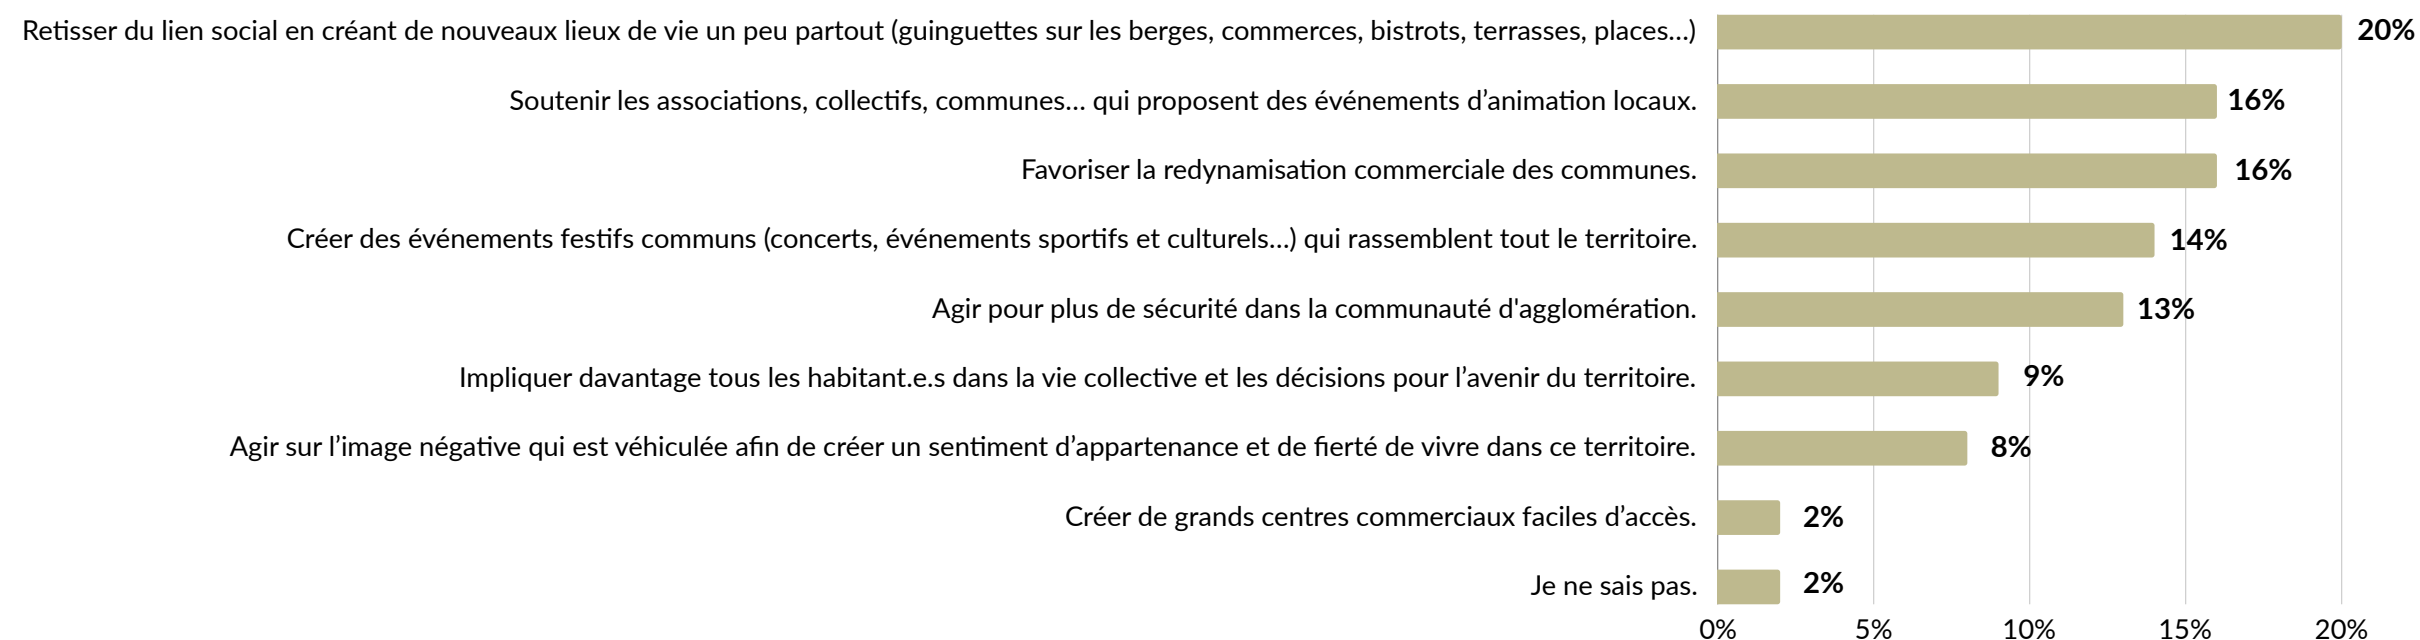 Retisser du lien social en créant de nouveaux lieux de vie un peu partout (guinguettes sur les berges, commerces, bistrots, terrasses, places...) 20%
Soutenir les associations, collectifs, communes... qui proposent des événements d’animation locaux. 16%
Favoriser la redynamisation commerciale des communes. 16%
Créer des événements festifs communs (concerts, événements sportifs et culturels...) qui rassemblent tout le territoire. 14%
Agir pour plus de sécurité dans la communauté d'agglomération. 13%
Impliquer davantage tous les habitant.e.s dans la vie collective et les décisions pour l’avenir du territoire. 9%
Agir sur l’image négative qui est véhiculée afin de créer un sentiment d’appartenance et de fierté de vivre dans ce territoire. 8%
Créer de grands centres commerciaux faciles d’accès. 2%
Je ne sais pas. 2%
0% 5% 10% 15% 20%